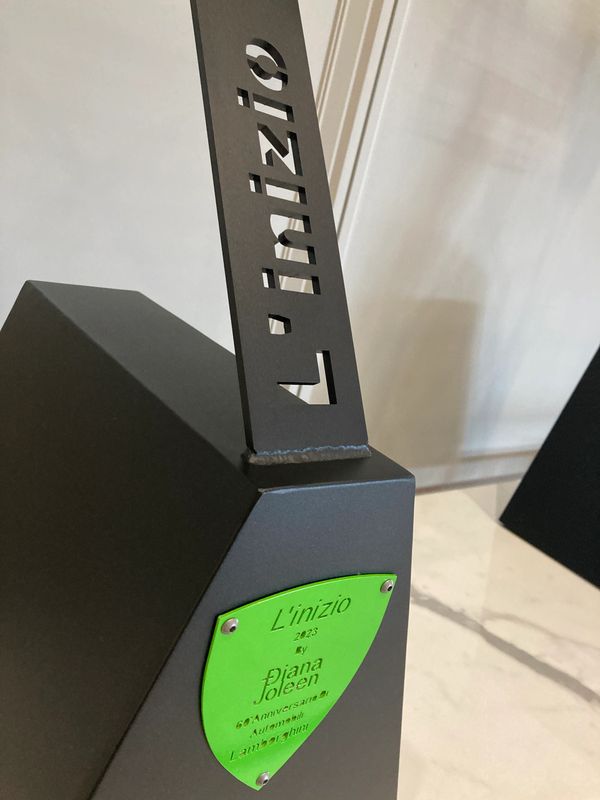 L'inizio
L'inizio
2023
By
Diana
Joleen
60°Anniversario Di
Automobili
Lamborghini